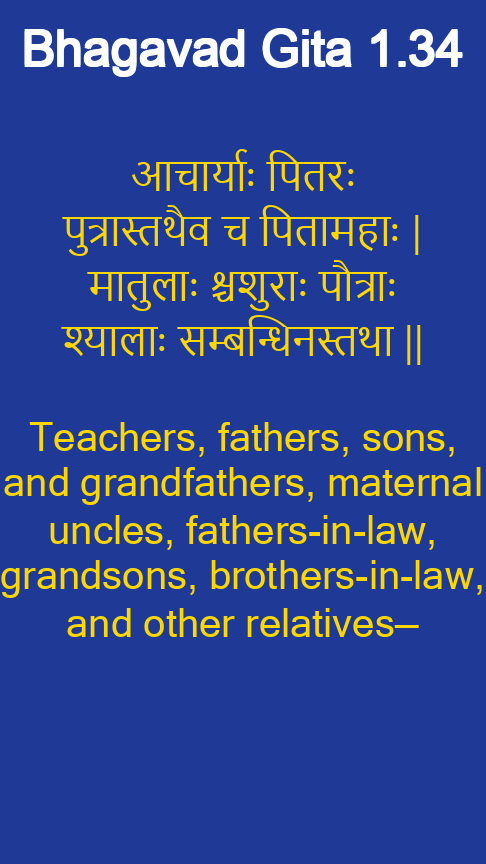 Bhagavad Gita 1.34
आचार्याः पितरः
पुत्रास्तथैव च पितामहाः |
मातुलाः श्चशुराः पौत्राः
श्यालाः सम्बन्धिनस्तथा ||
Teachers, fathers, sons,
and grandfathers, maternal
uncles, fathers-in-law,
grandsons, brothers-in-law,
and other relatives—